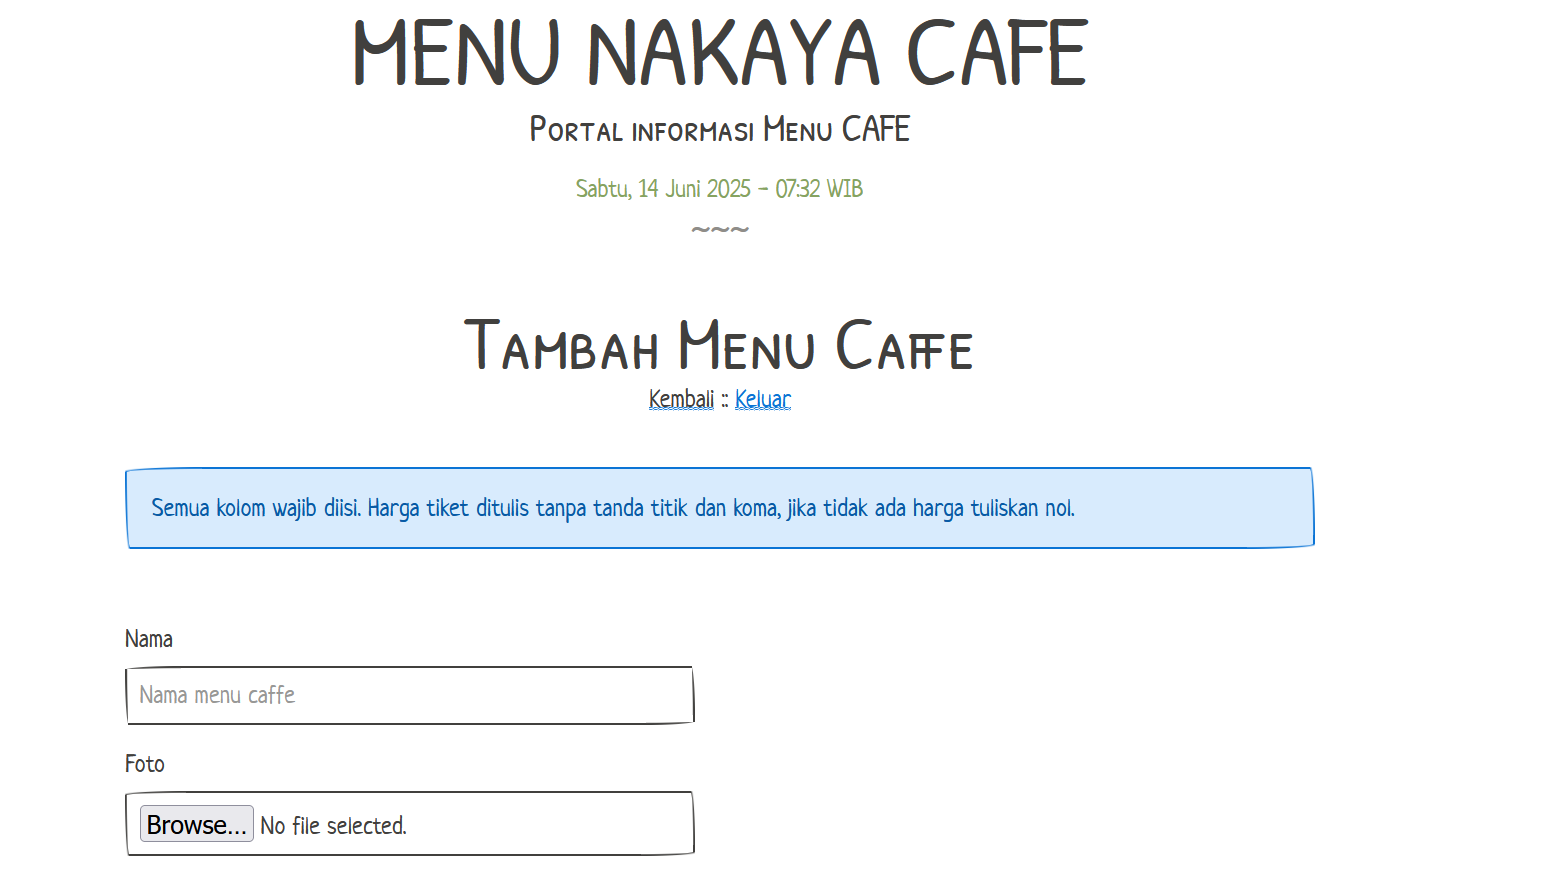 MENU NAKAYA CAFE
Portal informasi Menu CAFE
Sabtu, 14 Juni 2025 - 07:32 WIB
~~~
Tambah Menu Caffe
Kembali :: Keluar
Semua kolom wajib diisi. Harga tiket ditulis tanpa tanda titik dan koma, jika tidak ada harga tuliskan nol.
Nama
Nama menu caffe
Foto
Browse... No file selected.